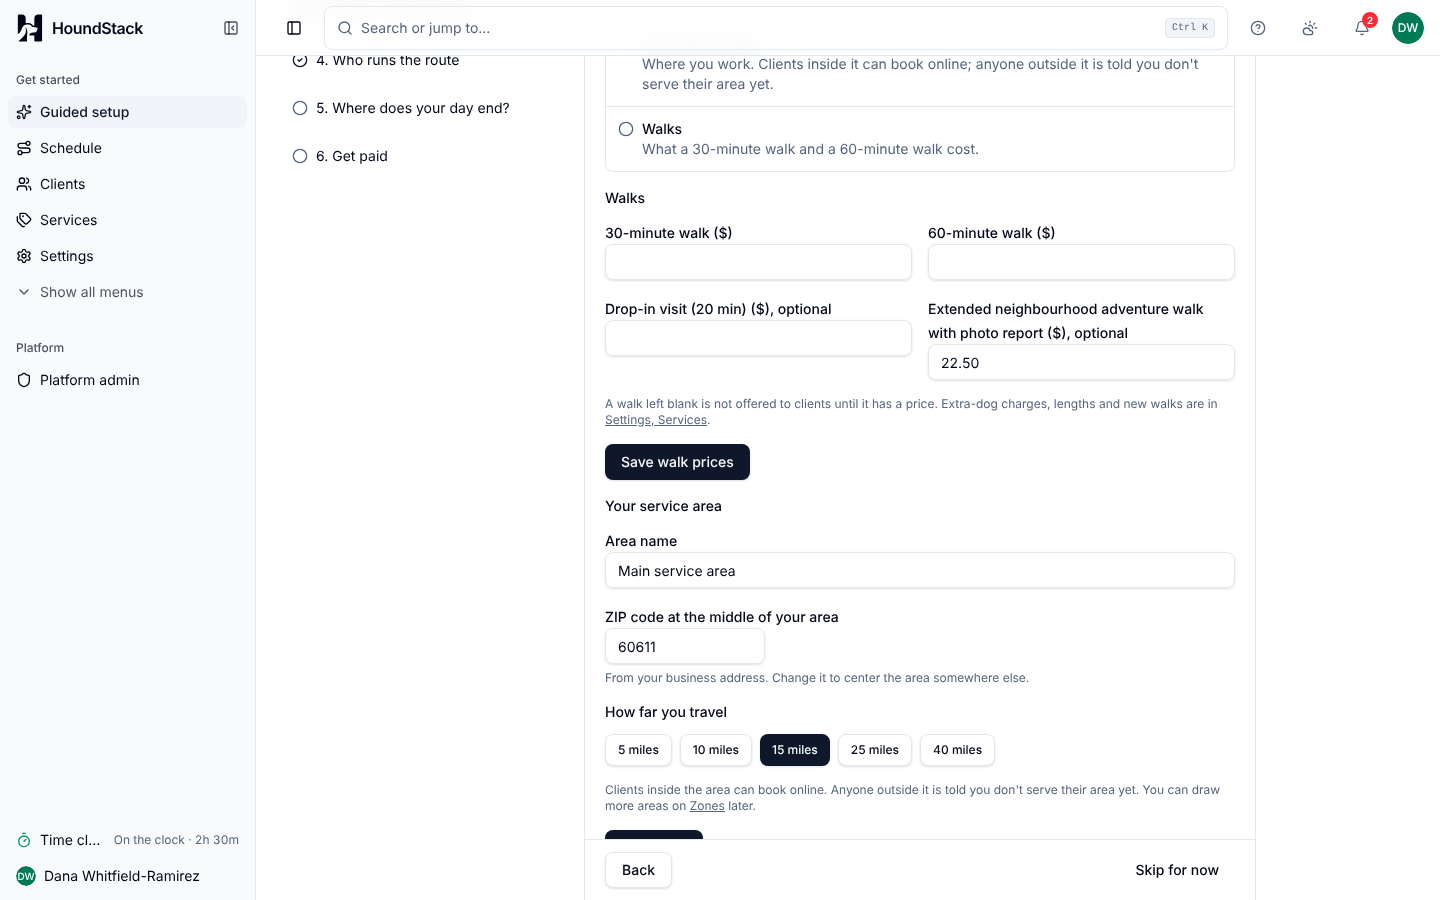 HoundStack
Search or jump to...
Ctrl K
2
DW
Get started
Guided setup
Schedule
Clients
Services
Settings
Show all menus
Platform
Platform admin
Time cl...
On the clock · 2h 30m
DW
Dana Whitfield-Ramirez
4. Who runs the route
5. Where does your day end?
6. Get paid
Where you work. Clients inside it can book online; anyone outside it is told you don't
serve their area yet.
Walks
What a 30-minute walk and a 60-minute walk cost.
Walks
30-minute walk ($)
60-minute walk ($)
Drop-in visit (20 min) ($), optional
Extended neighbourhood adventure walk
with photo report ($), optional
22.50
A walk left blank is not offered to clients until it has a price. Extra-dog charges, lengths and new walks are in
Settings, Services.
Save walk prices
Your service area
Area name
Main service area
ZIP code at the middle of your area
60611
From your business address. Change it to center the area somewhere else.
How far you travel
5 miles
10 miles
15 miles
25 miles
40 miles
Clients inside the area can book online. Anyone outside it is told you don't serve their area yet. You can draw
more areas on Zones later.
Back
Skip for now